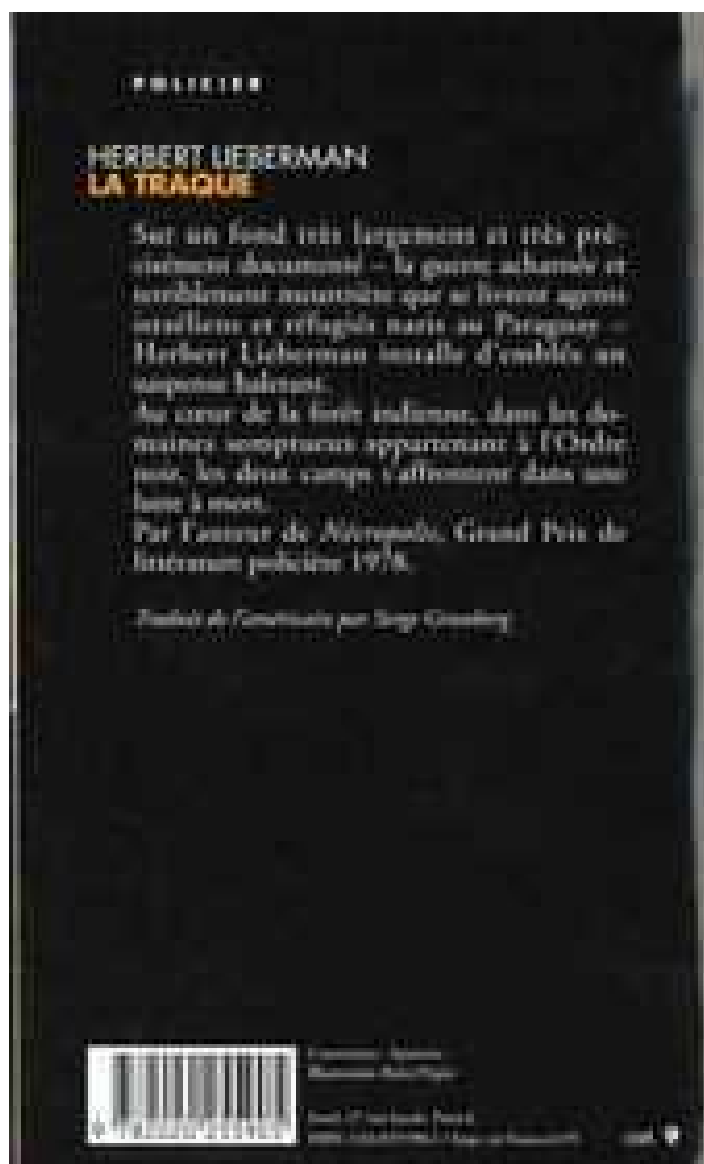 POLICIER
HERBERT LIEBERMAN
LA TRAQUE
Sur un fond très largement et très pré-
cisément documenté – la guerre acharnée et
terriblement meurtrière que se livrent agents
israéliens et réfugiés nazis au Paraguay –
Herbert Lieberman installe d'emblée un
suspense haletant.
Au cœur de la forêt indienne, dans les do-
maines somptueux appartenant à l'Ordre
noir, les deux camps s'affrontent dans une
lutte à mort.
Par l'auteur de Nécropolis, Grand Prix de
littérature policière 1978.
Traduit de l'américain par Serge Grunberg